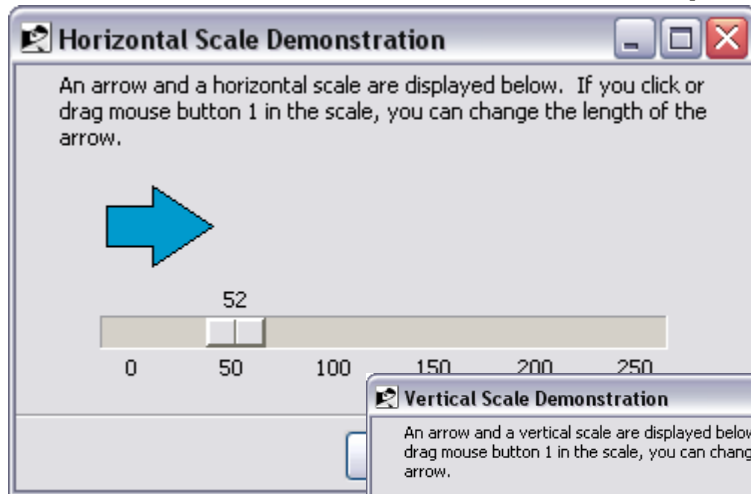 Horizontal Scale Demonstration
An arrow and a horizontal scale are displayed below. If you click or
drag mouse button 1 in the scale, you can change the length of the
arrow.
52
0 50 100 150 200 250
Vertical Scale Demonstration
An arrow and a vertical scale are displayed below
drag mouse button 1 in the scale, you can chang
arrow.